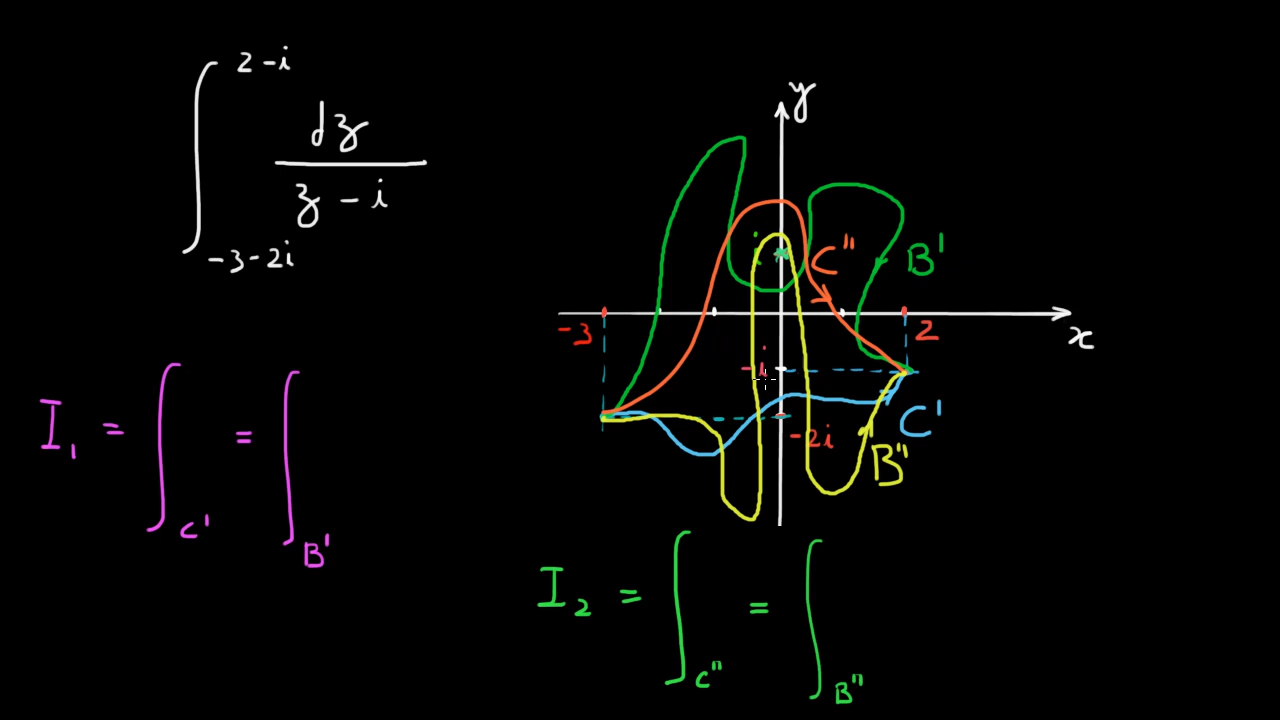 ∫_{-3-2i}^{2-i} dz/(z-i)
y
i
C"
B'
-3
2
x
-i
C'
-2i
B"
I₁ = ∫_{C'} = ∫_{B'}
I₂ = ∫_{C"} = ∫_{B"}